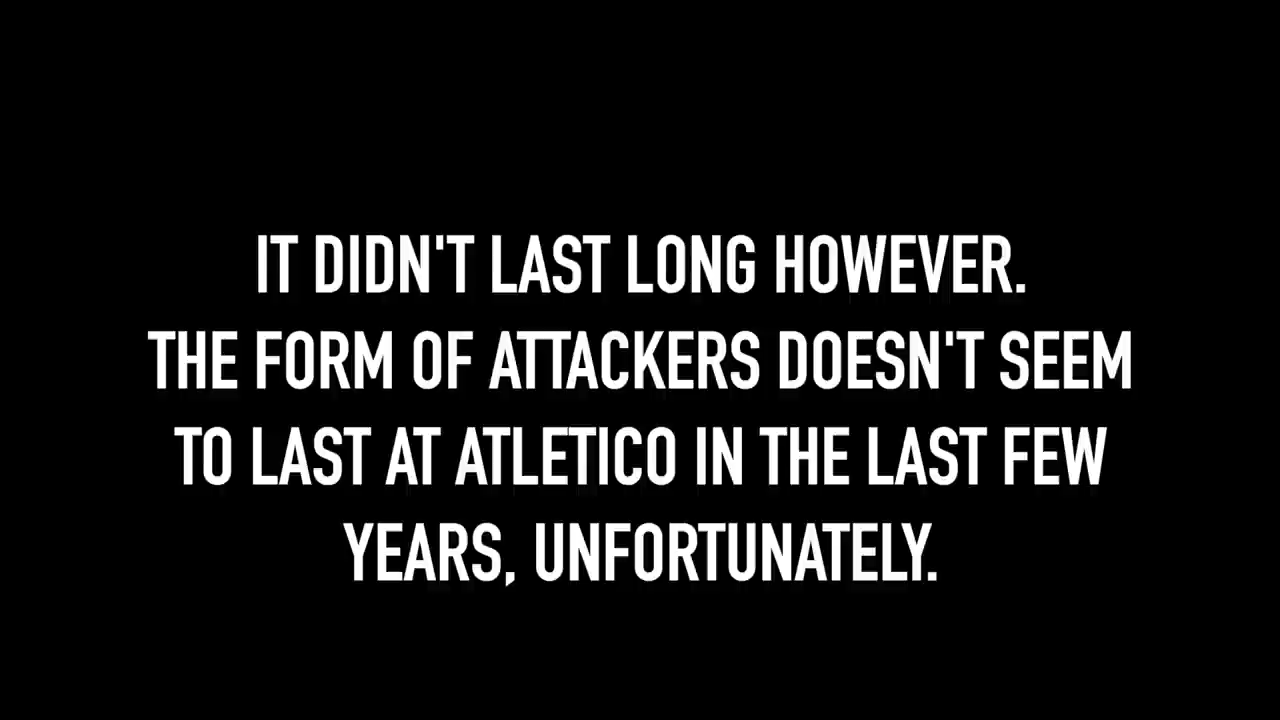 IT DIDN'T LAST LONG HOWEVER.
THE FORM OF ATTACKERS DOESN'T SEEM
TO LAST AT ATLETICO IN THE LAST FEW
YEARS, UNFORTUNATELY.